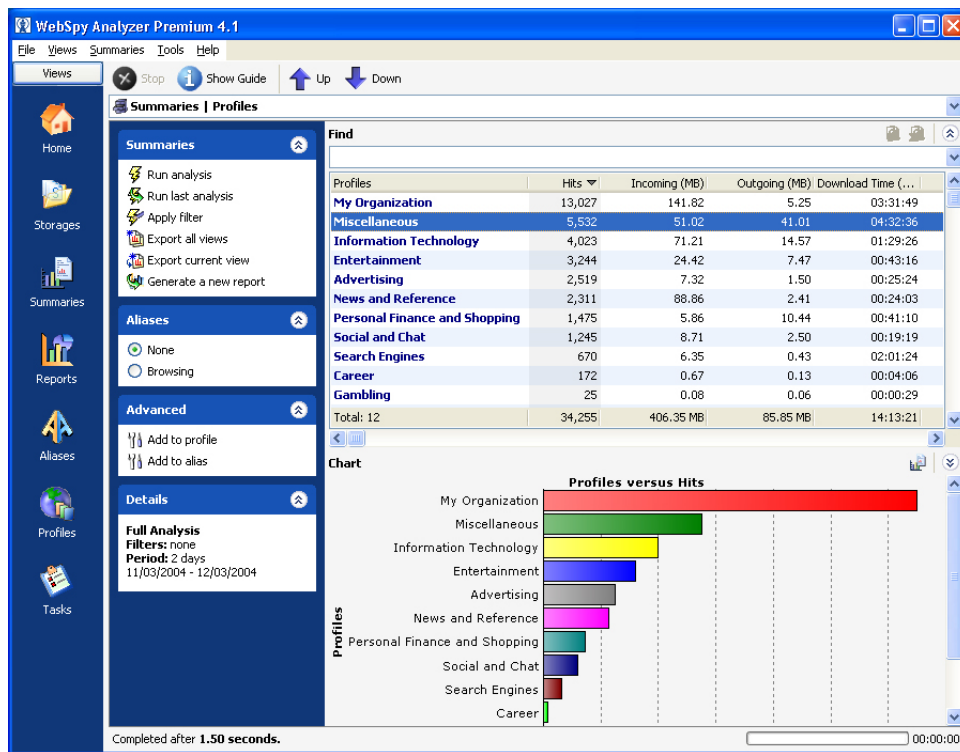 WebSpy Analyzer Premium 4.1
File Views Summaries Tools Help
Views
Stop Show Guide Up Down
Summaries | Profiles
Home
Storages
Summaries
Reports
Aliases
Profiles
Tasks
Summaries
Run analysis
Run last analysis
Apply filter
Export all views
Export current view
Generate a new report
Aliases
None
Browsing
Advanced
Add to profile
Add to alias
Details
Full Analysis
Filters: none
Period: 2 days
11/03/2004 - 12/03/2004
Find
Profiles Hits Incoming (MB) Outgoing (MB) Download Time (...
My Organization 13,027 141.82 5.25 03:31:49
Miscellaneous 5,532 51.02 41.01 04:32:36
Information Technology 4,023 71.21 14.57 01:29:26
Entertainment 3,244 24.42 7.47 00:43:16
Advertising 2,519 7.32 1.50 00:25:24
News and Reference 2,311 88.86 2.41 00:24:03
Personal Finance and Shopping 1,475 5.86 10.44 00:41:10
Social and Chat 1,245 8.71 2.50 00:19:19
Search Engines 670 6.35 0.43 02:01:24
Career 172 0.67 0.13 00:04:06
Gambling 25 0.08 0.06 00:00:29
Total: 12 34,255 406.35 MB 85.85 MB 14:13:21
Chart
Profiles versus Hits
Profiles
My Organization
Miscellaneous
Information Technology
Entertainment
Advertising
News and Reference
Personal Finance and Shopping
Social and Chat
Search Engines
Career
Completed after 1.50 seconds.
00:00:00